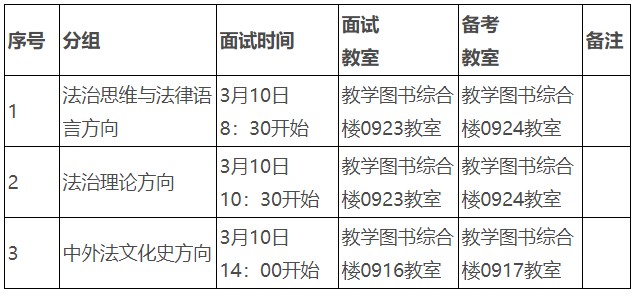 序号 分组 面试时间 面试 教室 备考 教室 备注
1 法治思维与法律语 言方向 3月10日 8：30开始 教学图书综合 楼0923教室 教学图书综合 楼0924教室
2 法治理论方向 3月10日 10：30开始 教学图书综合 楼0923教室 教学图书综合 楼0924教室
3 中外法文化史方向 3月10日 14：00开始 教学图书综合 楼0916教室 教学图书综合 楼0917教室